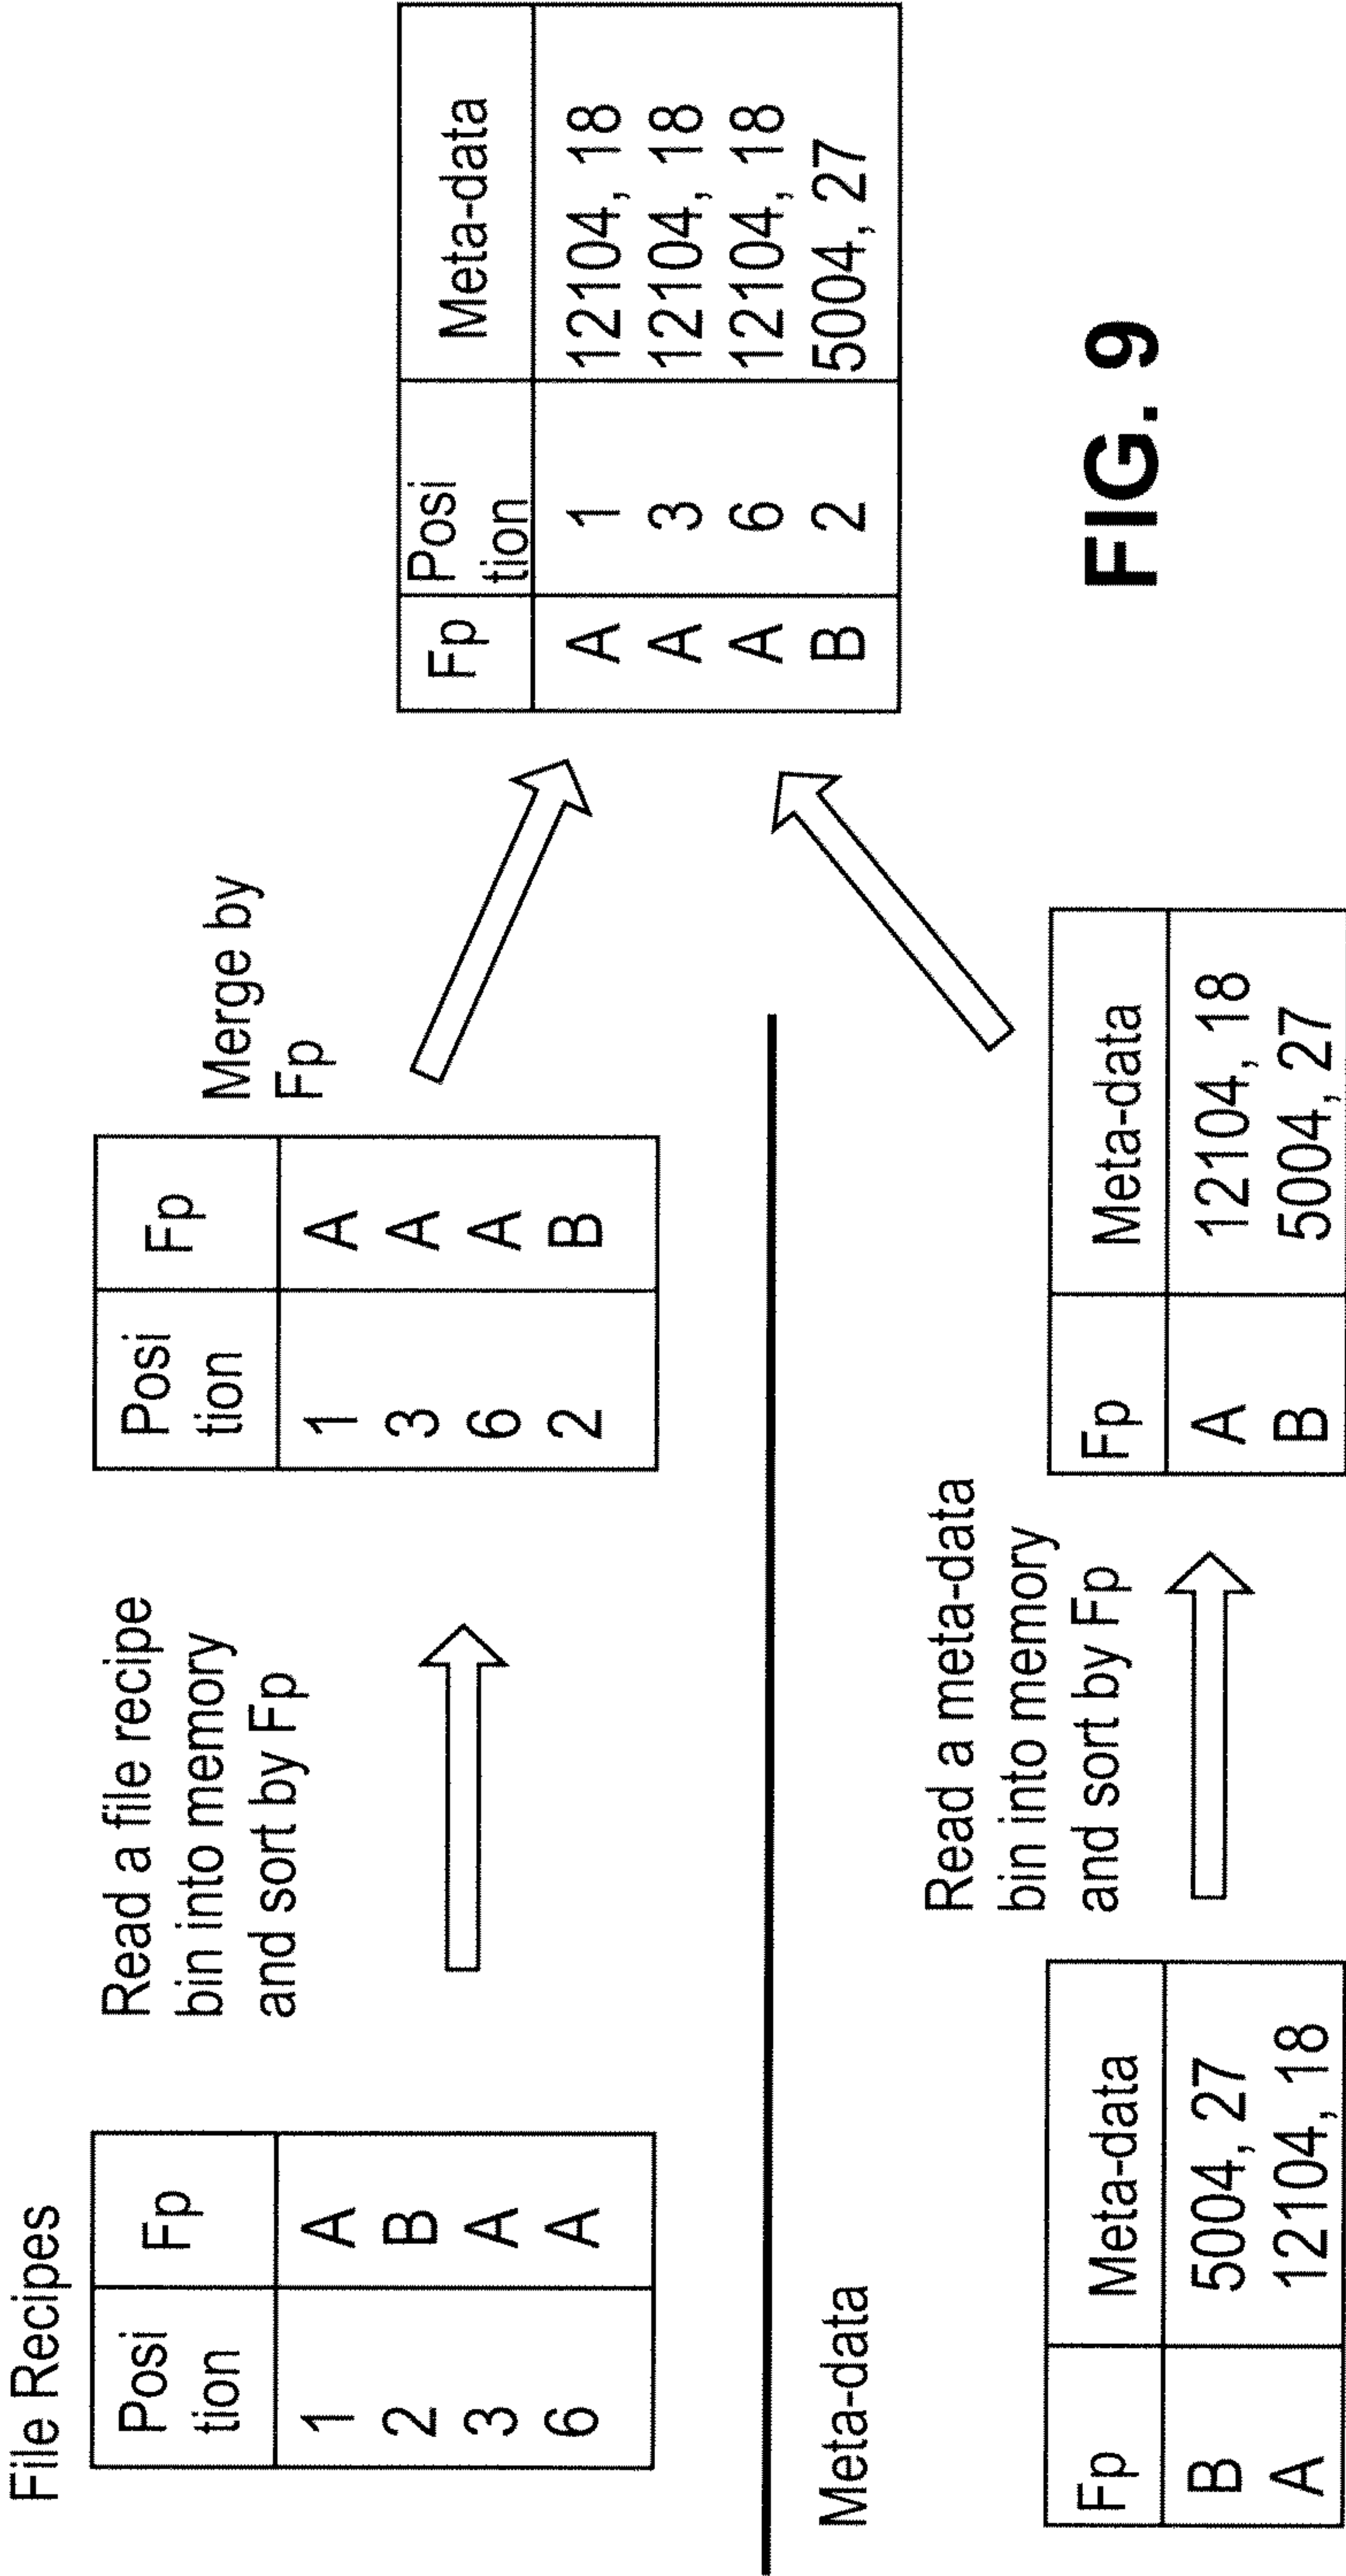 File Recipes
Posi
tion Fp
1 A
2 B
3 A
6 A
Read a file recipe
bin into memory
and sort by Fp
Posi
tion Fp
1 A
3 A
6 A
2 B
Merge by
Fp
Meta-data
Fp Meta-data
B 5004, 27
A 12104, 18
Read a meta-data
bin into memory
and sort by Fp
Fp Meta-data
A 12104, 18
B 5004, 27
Fp Posi
tion Meta-data
A 1 12104, 18
A 3 12104, 18
A 6 12104, 18
B 2 5004, 27
FIG. 9